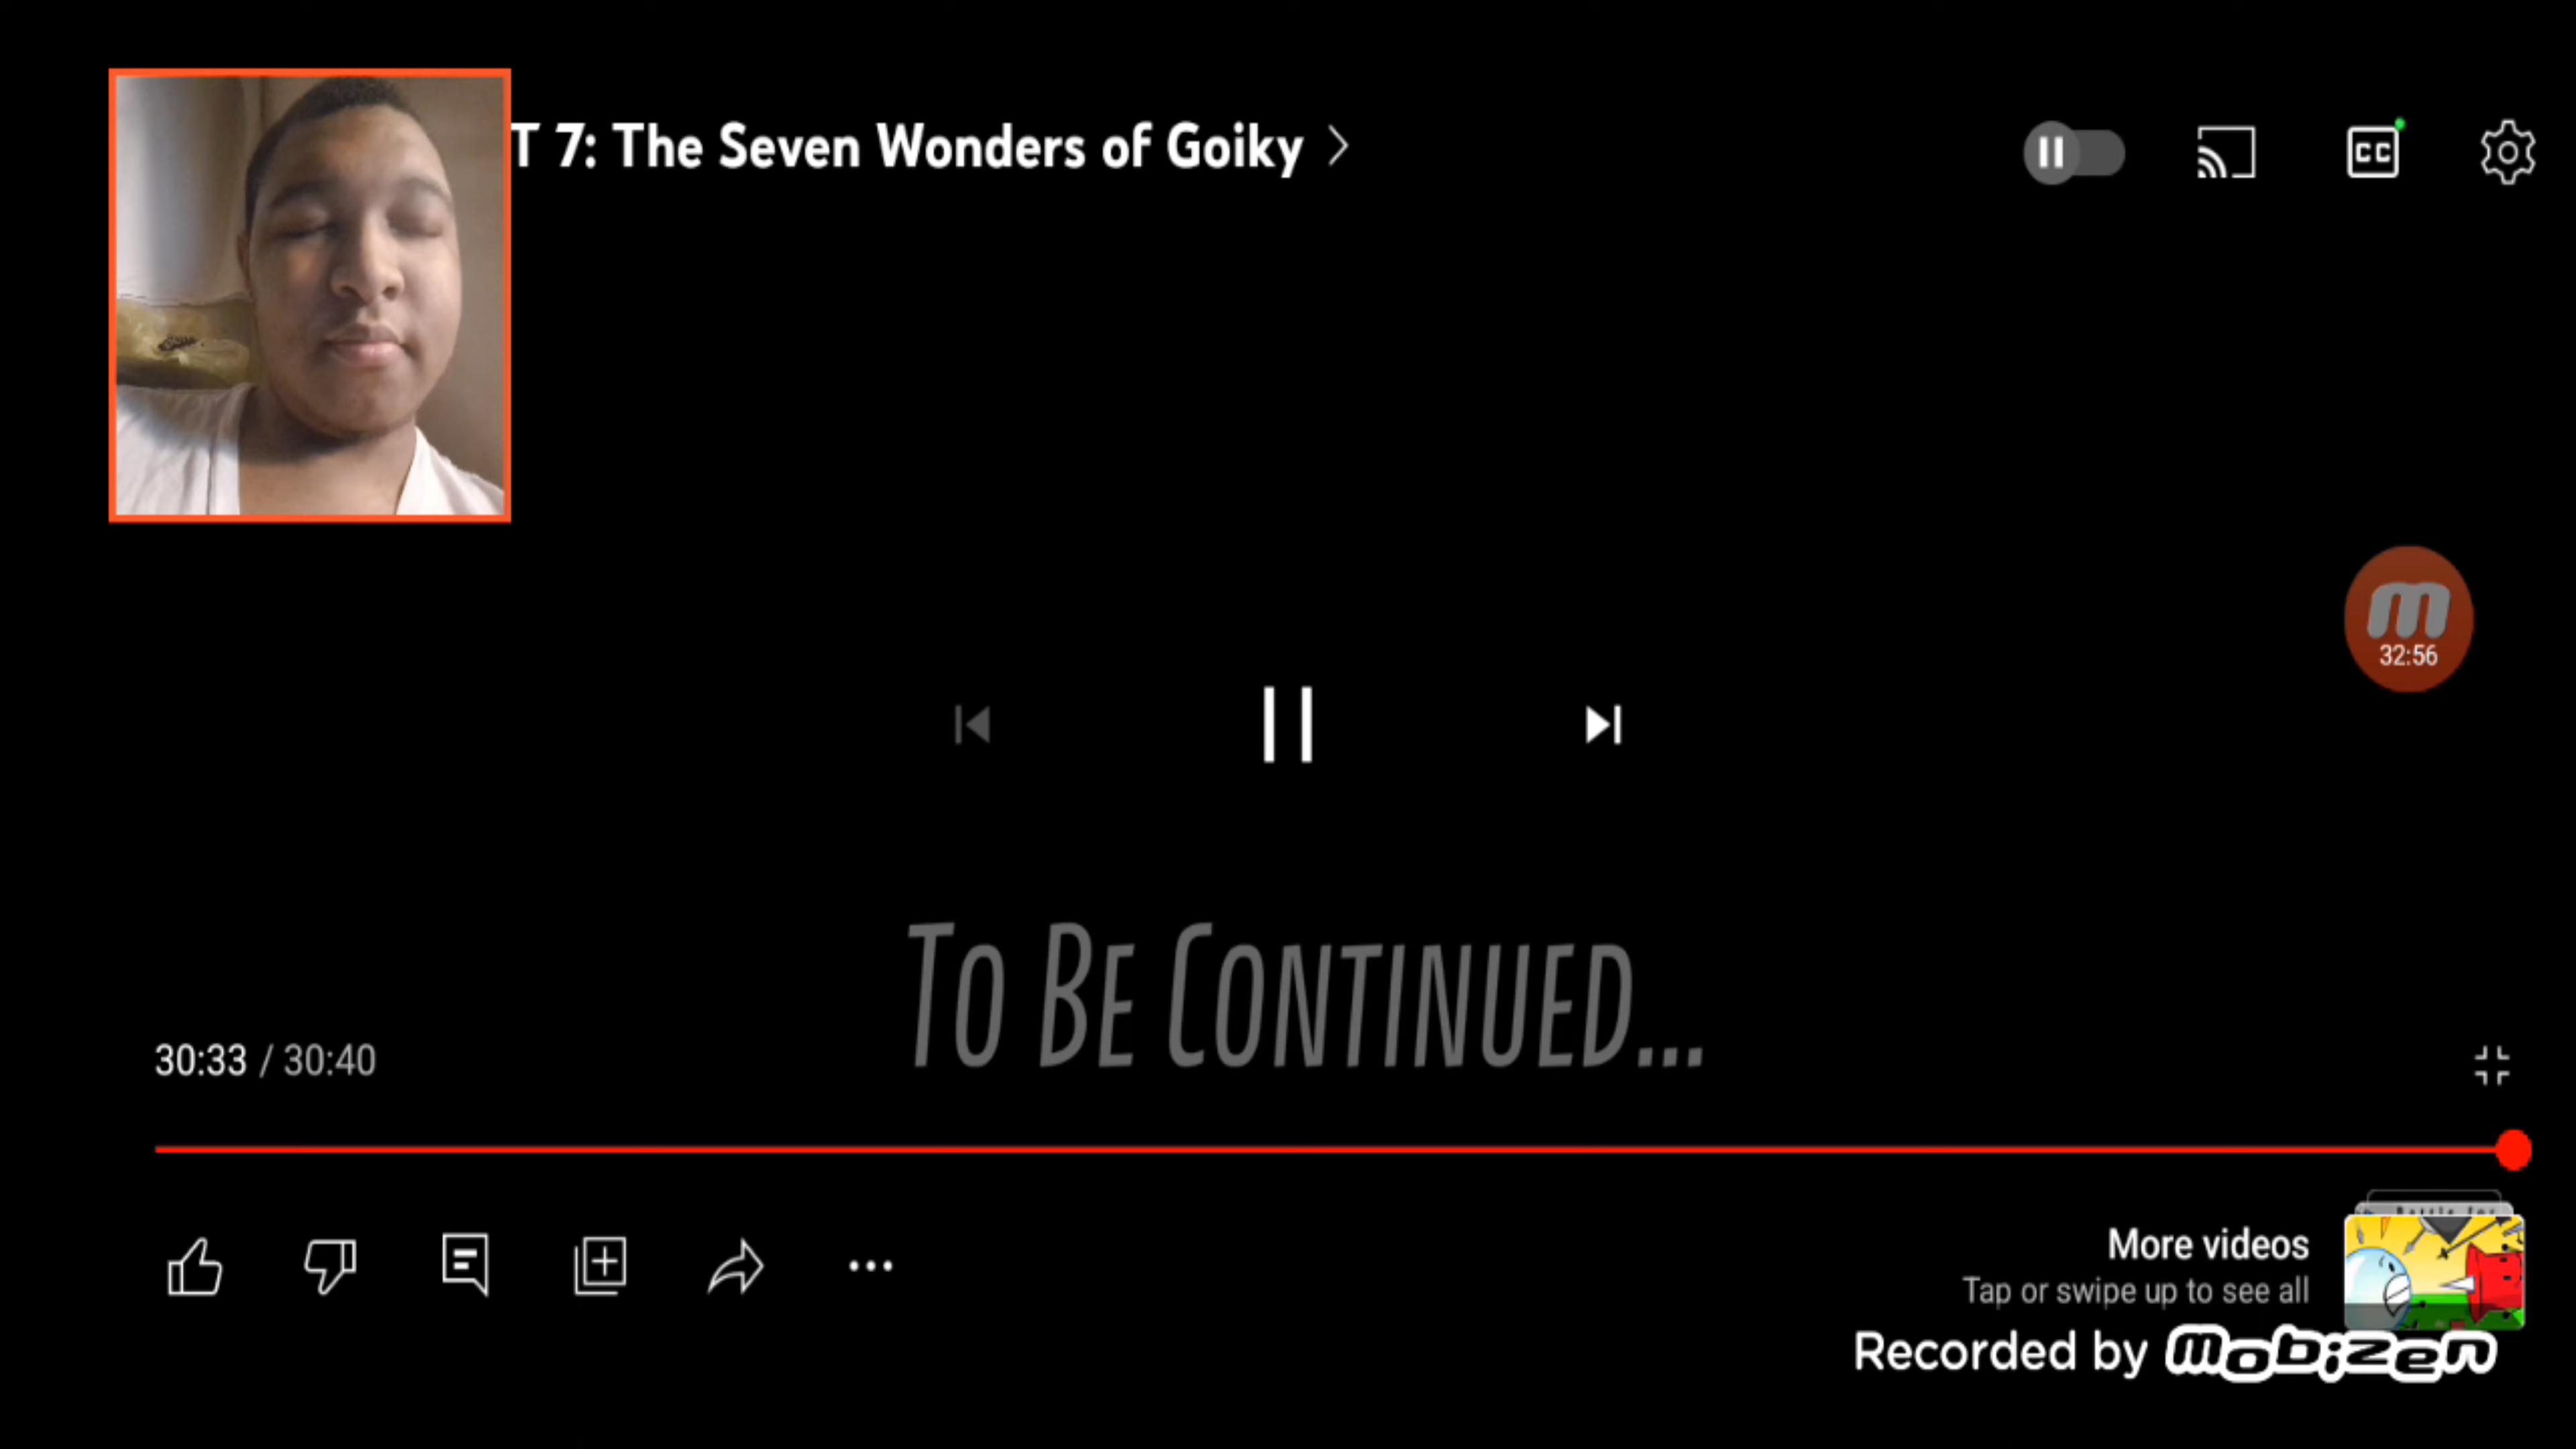 T 7: The Seven Wonders of Goiky
CC
m
32:56
To Be Continued...
30:33 / 30:40
More videos
Tap or swipe up to see all
Recorded by mobizen